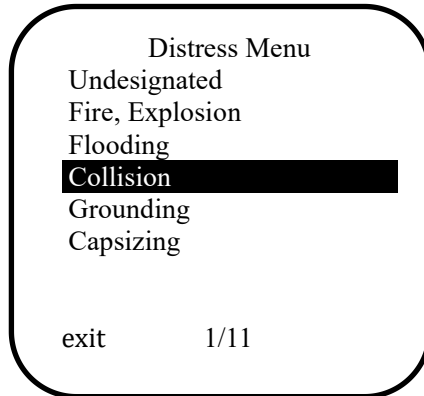 Distress Menu
Undesignated
Fire, Explosion
Flooding
Collision
Grounding
Capsizing
exit 1/11